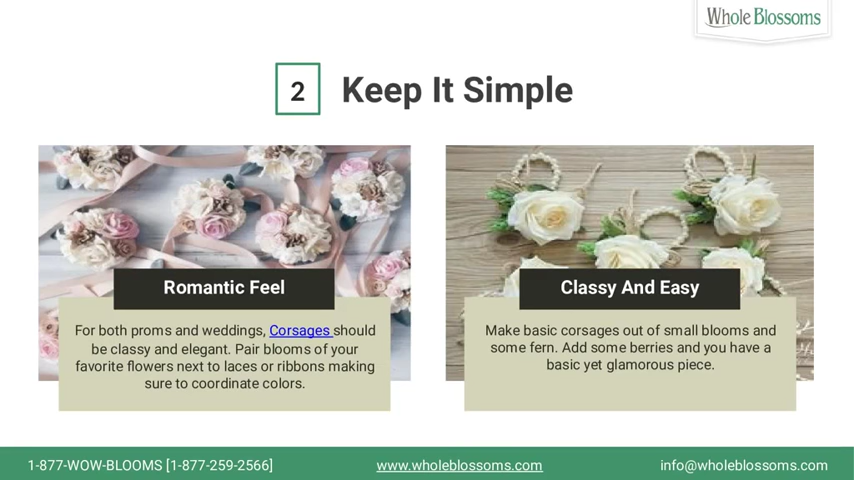 Whole Blossoms
2
Keep It Simple
Romantic Feel
For both proms and weddings, Corsages should
be classy and elegant. Pair blooms of your
favorite flowers next to laces or ribbons making
sure to coordinate colors.
Classy And Easy
Make basic corsages out of small blooms and
some fern. Add some berries and you have a
basic yet glamorous piece.
1-877-WOW-BLOOMS [1-877-259-2566]
www.wholeblossoms.com
info@wholeblossoms.com